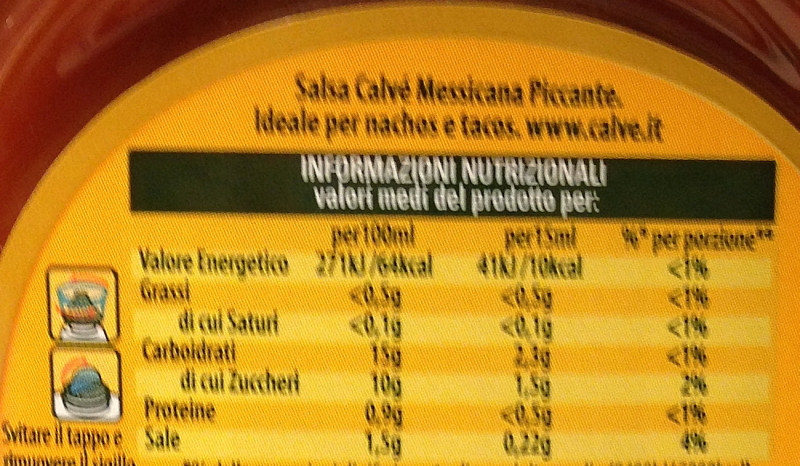 Salsa Calvé Messicana Piccante.
Ideale per nachos e tacos. www.calve.it
INFORMAZIONI NUTRIZIONALI
valori medi del prodotto per:
per100ml per15ml %* per porzione**
Valore Energetico 271kJ/64kcal 41kJ/10kcal <1%
Grassi <0,5g <0,5g <1%
di cui Saturi <0,1g <0,1g <1%
Carboidrati 15g 2,3g <1%
di cui Zuccheri 10g 1,5g 2%
Proteine 0,9g <0,5g <1%
Sale 1,5g 0,22g 4%
Svitare il tappo e
rimuovere il sigillo